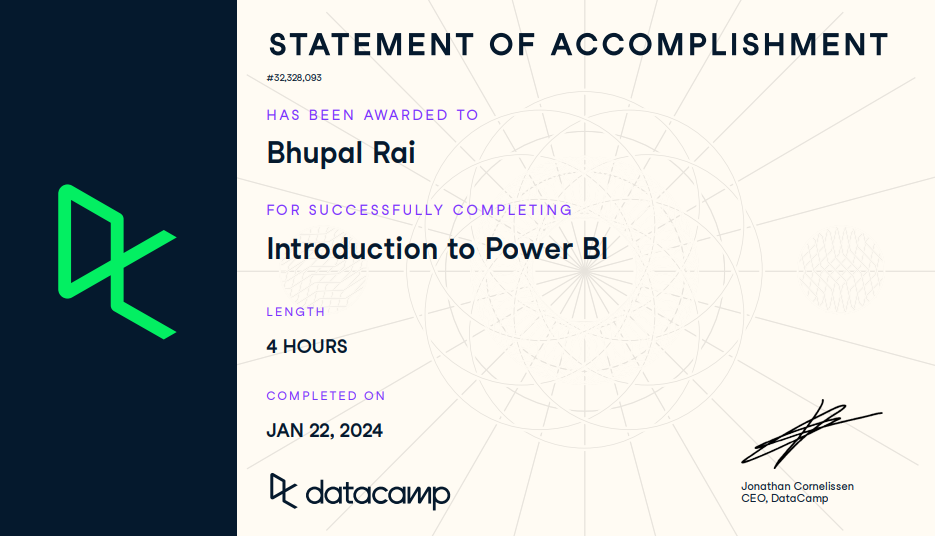 STATEMENT OF ACCOMPLISHMENT
#32,328,093
HAS BEEN AWARDED TO
Bhupal Rai
FOR SUCCESSFULLY COMPLETING
Introduction to Power BI
LENGTH
4 HOURS
COMPLETED ON
JAN 22, 2024
datacamp
Jonathan Cornelissen
CEO, DataCamp